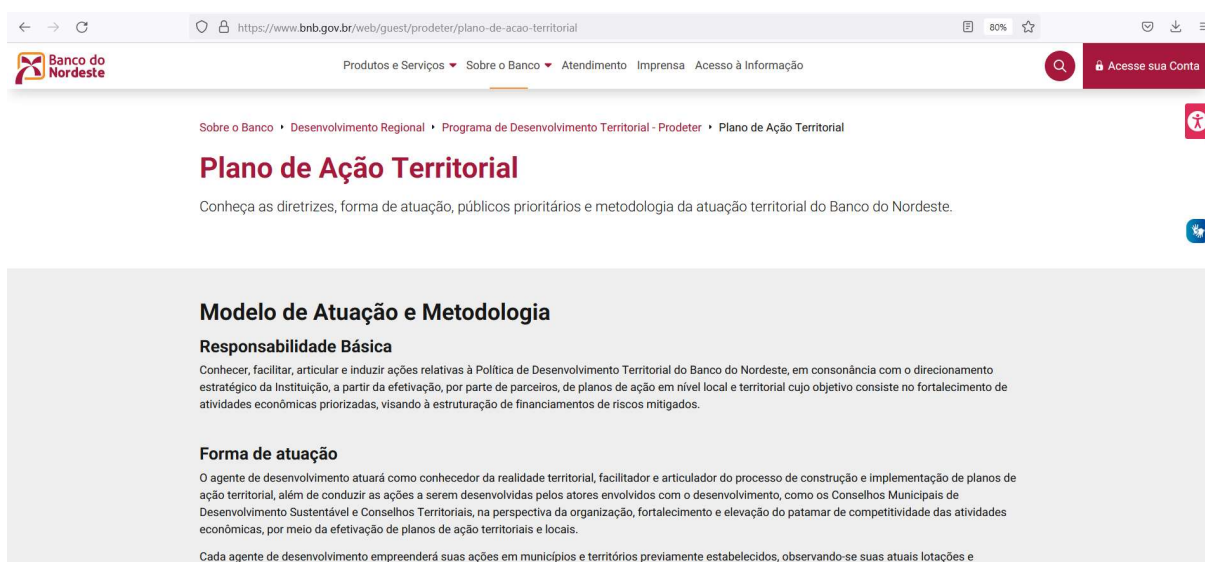 https://www.bnb.gov.br/web/guest/prodeter/plano-de-acao-territorial
80%
Banco do
Nordeste
Produtos e Serviços Sobre o Banco Atendimento Imprensa Acesso à Informação
Acesse sua Conta
Sobre o Banco Desenvolvimento Regional Programa de Desenvolvimento Territorial - Prodeter Plano de Ação Territorial
Plano de Ação Territorial
Conheça as diretrizes, forma de atuação, públicos prioritários e metodologia da atuação territorial do Banco do Nordeste.
Modelo de Atuação e Metodologia
Responsabilidade Básica
Conhecer, facilitar, articular e induzir ações relativas à Política de Desenvolvimento Territorial do Banco do Nordeste, em consonância com o direcionamento
estratégico da Instituição, a partir da efetivação, por parte de parceiros, de planos de ação em nível local e territorial cujo objetivo consiste no fortalecimento de
atividades econômicas priorizadas, visando à estruturação de financiamentos de riscos mitigados.
Forma de atuação
O agente de desenvolvimento atuará como conhecedor da realidade territorial, facilitador e articulador do processo de construção e implementação de planos de
ação territorial, além de conduzir as ações a serem desenvolvidas pelos atores envolvidos com o desenvolvimento, como os Conselhos Municipais de
Desenvolvimento Sustentável e Conselhos Territoriais, na perspectiva da organização, fortalecimento e elevação do patamar de competitividade das atividades
econômicas, por meio da efetivação de planos de ação territoriais e locais.
Cada agente de desenvolvimento empreenderá suas ações em municípios e territórios previamente estabelecidos, observando-se suas atuais lotações e